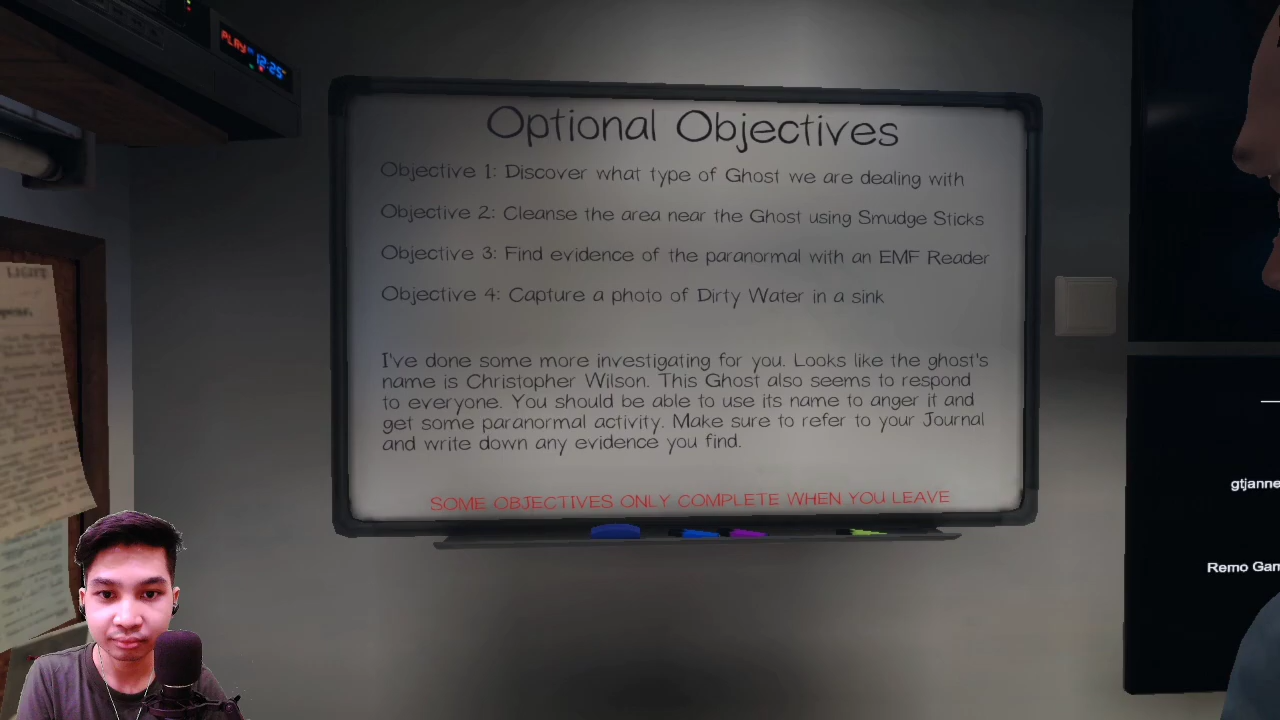 PLAY 12:25
Optional Objectives
Objective 1: Discover what type of Ghost we are dealing with
Objective 2: Cleanse the area near the Ghost using Smudge Sticks
Objective 3: Find evidence of the paranormal with an EMF Reader
Objective 4: Capture a photo of Dirty Water in a sink
I've done some more investigating for you. Looks like the ghost's
name is Christopher Wilson. This Ghost also seems to respond
to everyone. You should be able to use its name to anger it and
get some paranormal activity. Make sure to refer to your Journal
and write down any evidence you find.
SOME OBJECTIVES ONLY COMPLETE WHEN YOU LEAVE
gtjanne
Remo Gam